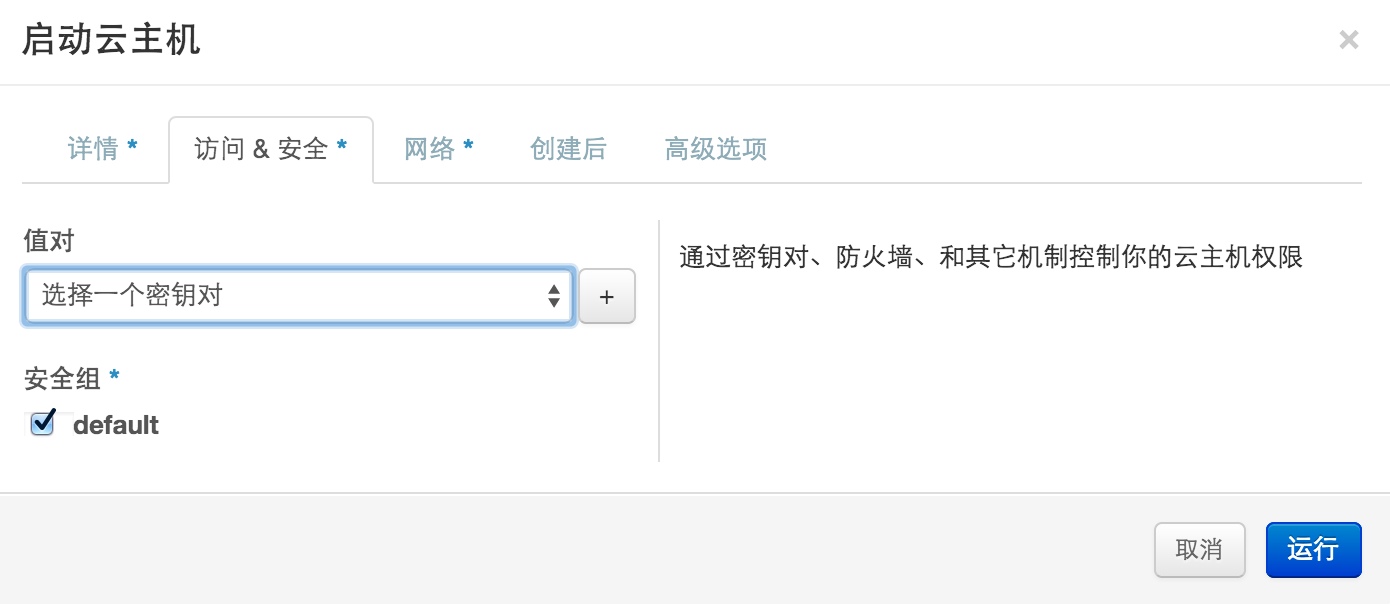 启动云主机 ×
详情 * 访问 & 安全 * 网络 * 创建后 高级选项
值对
选择一个密钥对 +
通过密钥对、防火墙、和其它机制控制你的云主机权限
安全组 *
default
取消 运行